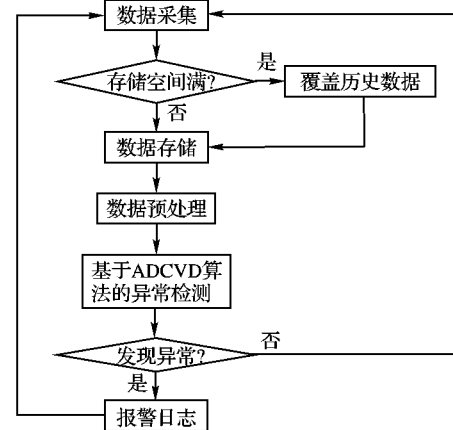 数据采集
存储空间满?
是
覆盖历史数据
否
数据存储
数据预处理
基于ADCVD算
法的异常检测
发现异常?
否
是
报警日志